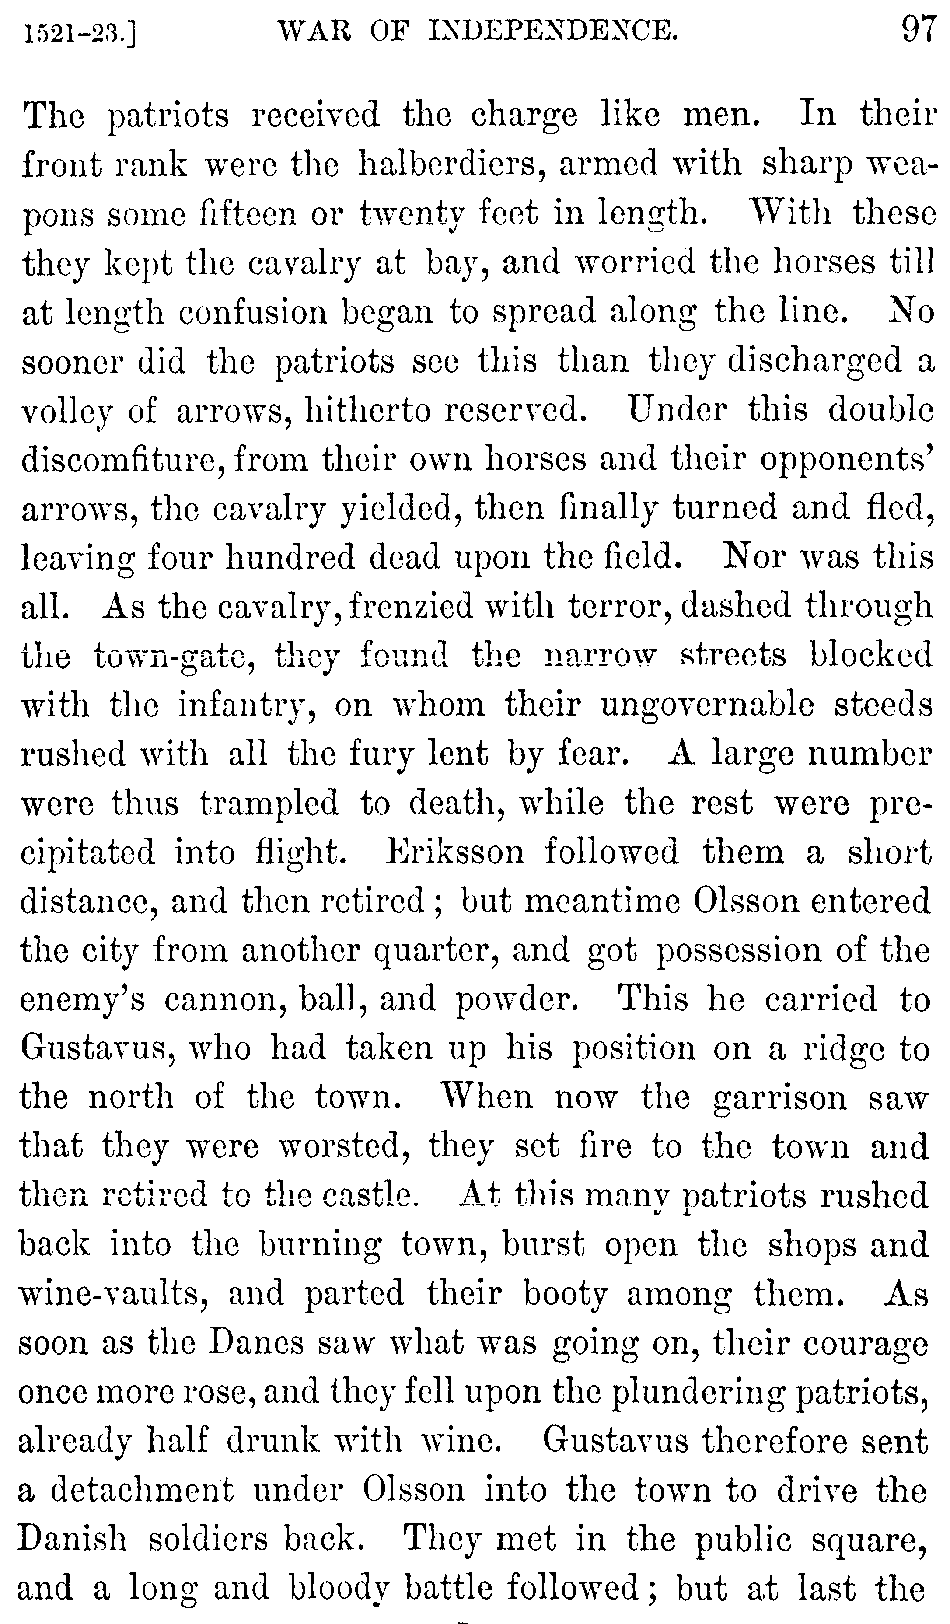 1521-23.] WAR OF INDEPENDENCE. 97
The patriots received the charge like men. In their
front rank were the halberdiers, armed with sharp wea-
pons some fifteen or twenty feet in length. With these
they kept the cavalry at bay, and worried the horses till
at length confusion began to spread along the line. No
sooner did the patriots see this than they discharged a
volley of arrows, hitherto reserved. Under this double
discomfiture, from their own horses and their opponents'
arrows, the cavalry yielded, then finally turned and fled,
leaving four hundred dead upon the field. Nor was this
all. As the cavalry, frenzied with terror, dashed through
the town-gate, they found the narrow streets blocked
with the infantry, on whom their ungovernable steeds
rushed with all the fury lent by fear. A large number
were thus trampled to death, while the rest were pre-
cipitated into flight. Eriksson followed them a short
distance, and then retired; but meantime Olsson entered
the city from another quarter, and got possession of the
enemy's cannon, ball, and powder. This he carried to
Gustavus, who had taken up his position on a ridge to
the north of the town. When now the garrison saw
that they were worsted, they set fire to the town and
then retired to the castle. At this many patriots rushed
back into the burning town, burst open the shops and
wine-vaults, and parted their booty among them. As
soon as the Danes saw what was going on, their courage
once more rose, and they fell upon the plundering patriots,
already half drunk with wine. Gustavus therefore sent
a detachment under Olsson into the town to drive the
Danish soldiers back. They met in the public square,
and a long and bloody battle followed; but at last the